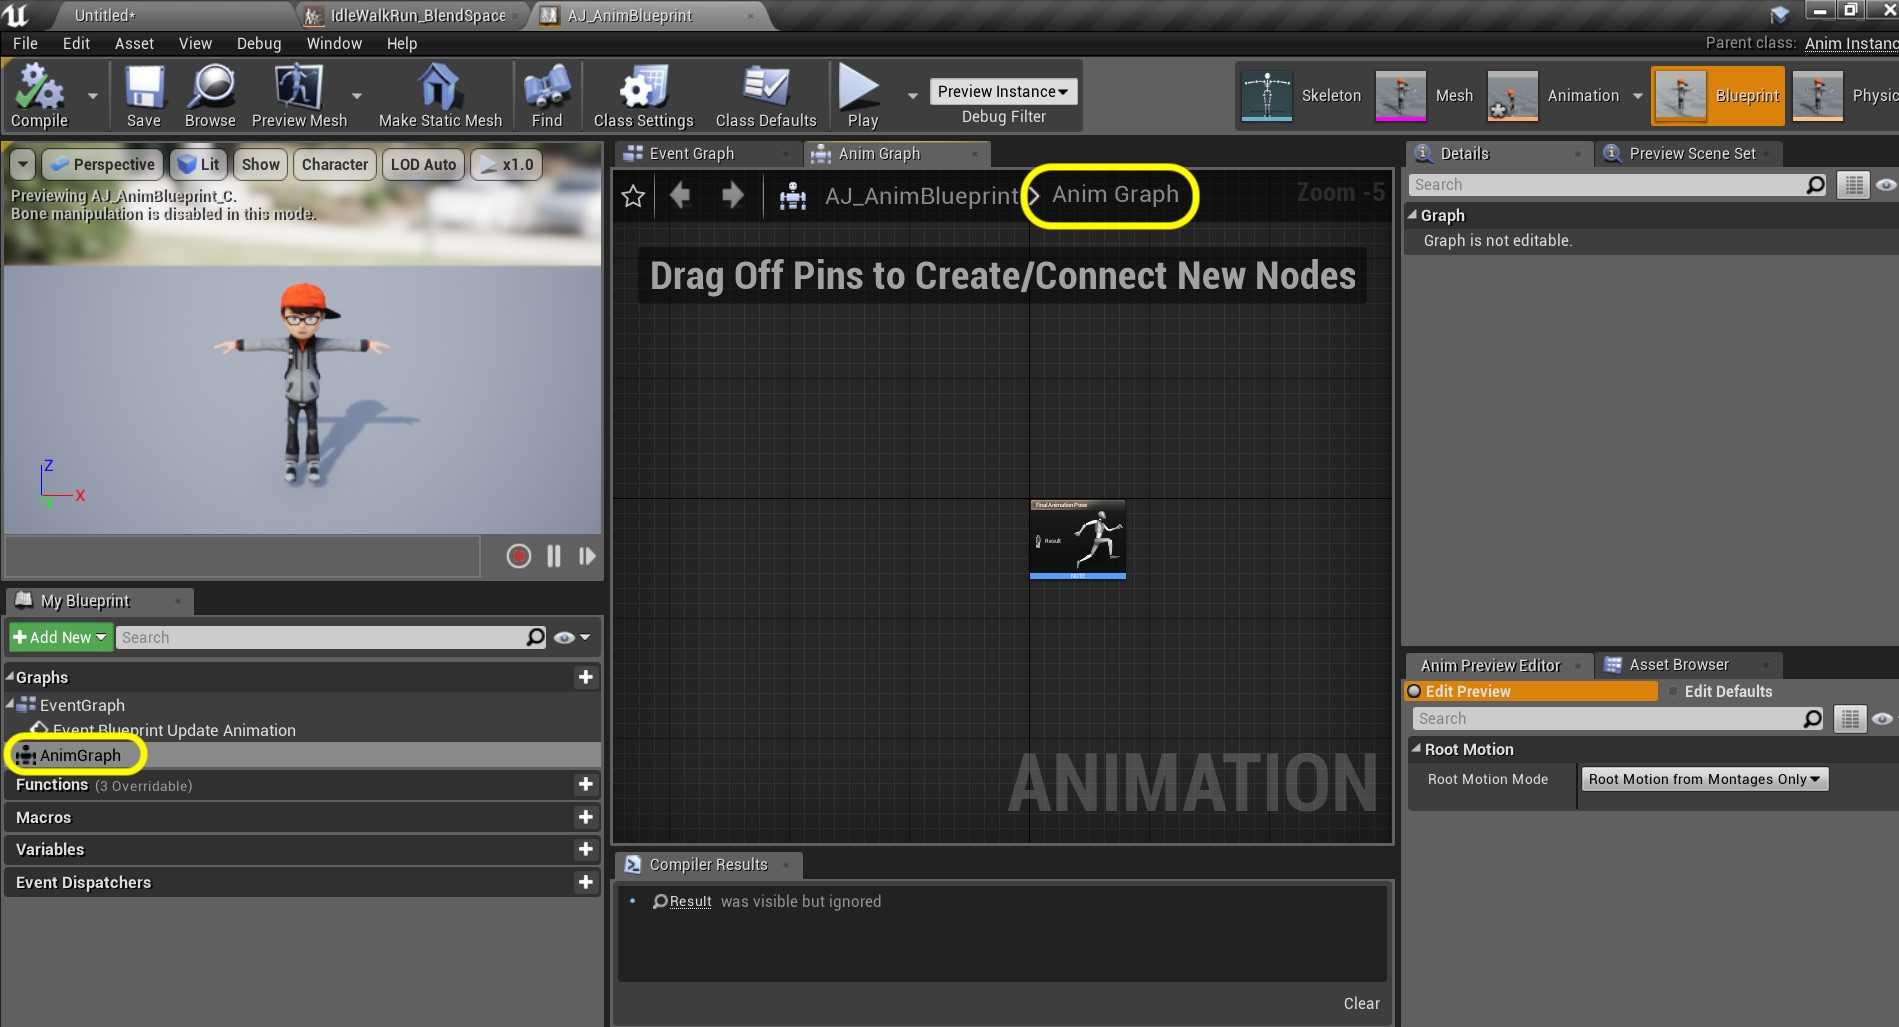 Untitled*
IdleWalkRun_BlendSpace
AJ_AnimBlueprint
File Edit Asset View Debug Window Help
Parent class: Anim Instanc
Compile
Save
Browse
Preview Mesh
Make Static Mesh
Find
Class Settings
Class Defaults
Play
Preview Instance
Debug Filter
Skeleton
Mesh
Animation
Blueprint
Physic
Perspective
Lit
Show
Character
LOD Auto
x1.0
Previewing AJ_AnimBlueprint_C.
Bone manipulation is disabled in this mode.
Z
X
My Blueprint
Add New
Search
Graphs
EventGraph
Event Blueprint Update Animation
AnimGraph
Functions (3 Overridable)
Macros
Variables
Event Dispatchers
Event Graph
Anim Graph
AJ_AnimBlueprint > Anim Graph
Zoom -5
Drag Off Pins to Create/Connect New Nodes
Final Animation Pose
Result
NOTE
ANIMATION
Compiler Results
Result was visible but ignored
Clear
Details
Preview Scene Set
Search
Graph
Graph is not editable.
Anim Preview Editor
Asset Browser
Edit Preview
Edit Defaults
Search
Root Motion
Root Motion Mode
Root Motion from Montages Only